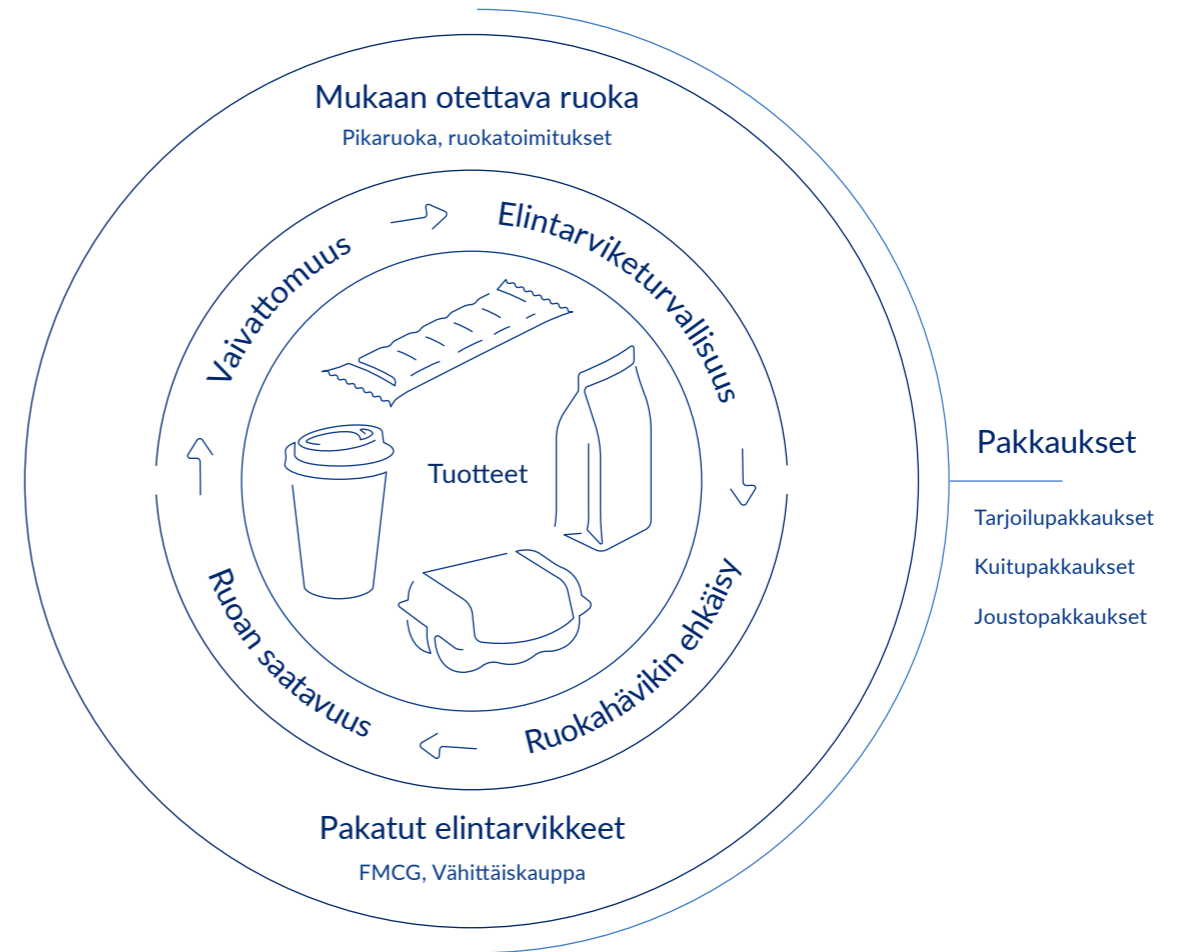 Mukaan otettava ruoka
Pikaruoka, ruokatoimitukset
Vaivattomuus
Elintarviketurvallisuus
Tuotteet
Ruoan saatavuus
Ruokahävikin ehkäisy
Pakatut elintarvikkeet
FMCG, Vähittäiskauppa
Pakkaukset
Tarjoilupakkaukset
Kuitupakkaukset
Joustopakkaukset